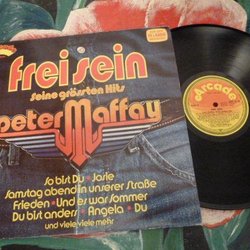 frei sein
seine grössten Hits
peter Maffay
So bist Du * Josie
Samstag abend in unserer Straße
Frieden * Und es war Sommer
Du bist anders * Angela * Du
und viele viele mehr
Arcade